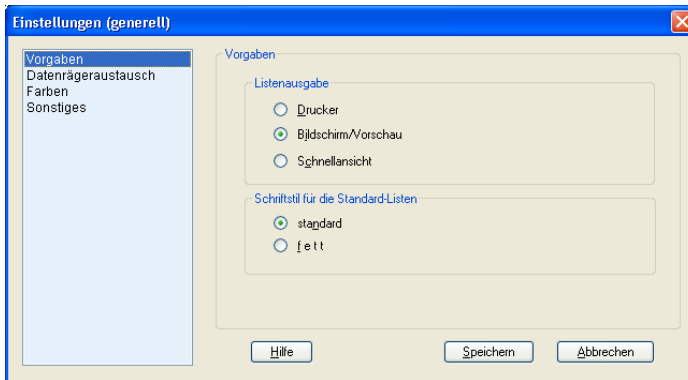 Einstellungen (generell)
Vorgaben
Datenrägeraustausch
Farben
Sonstiges
Vorgaben
Listenausgabe
Drucker
Bildschirm/Vorschau
Schnellansicht
Schriftstil für die Standard-Listen
standard
f e t t
Hilfe
Speichern
Abbrechen